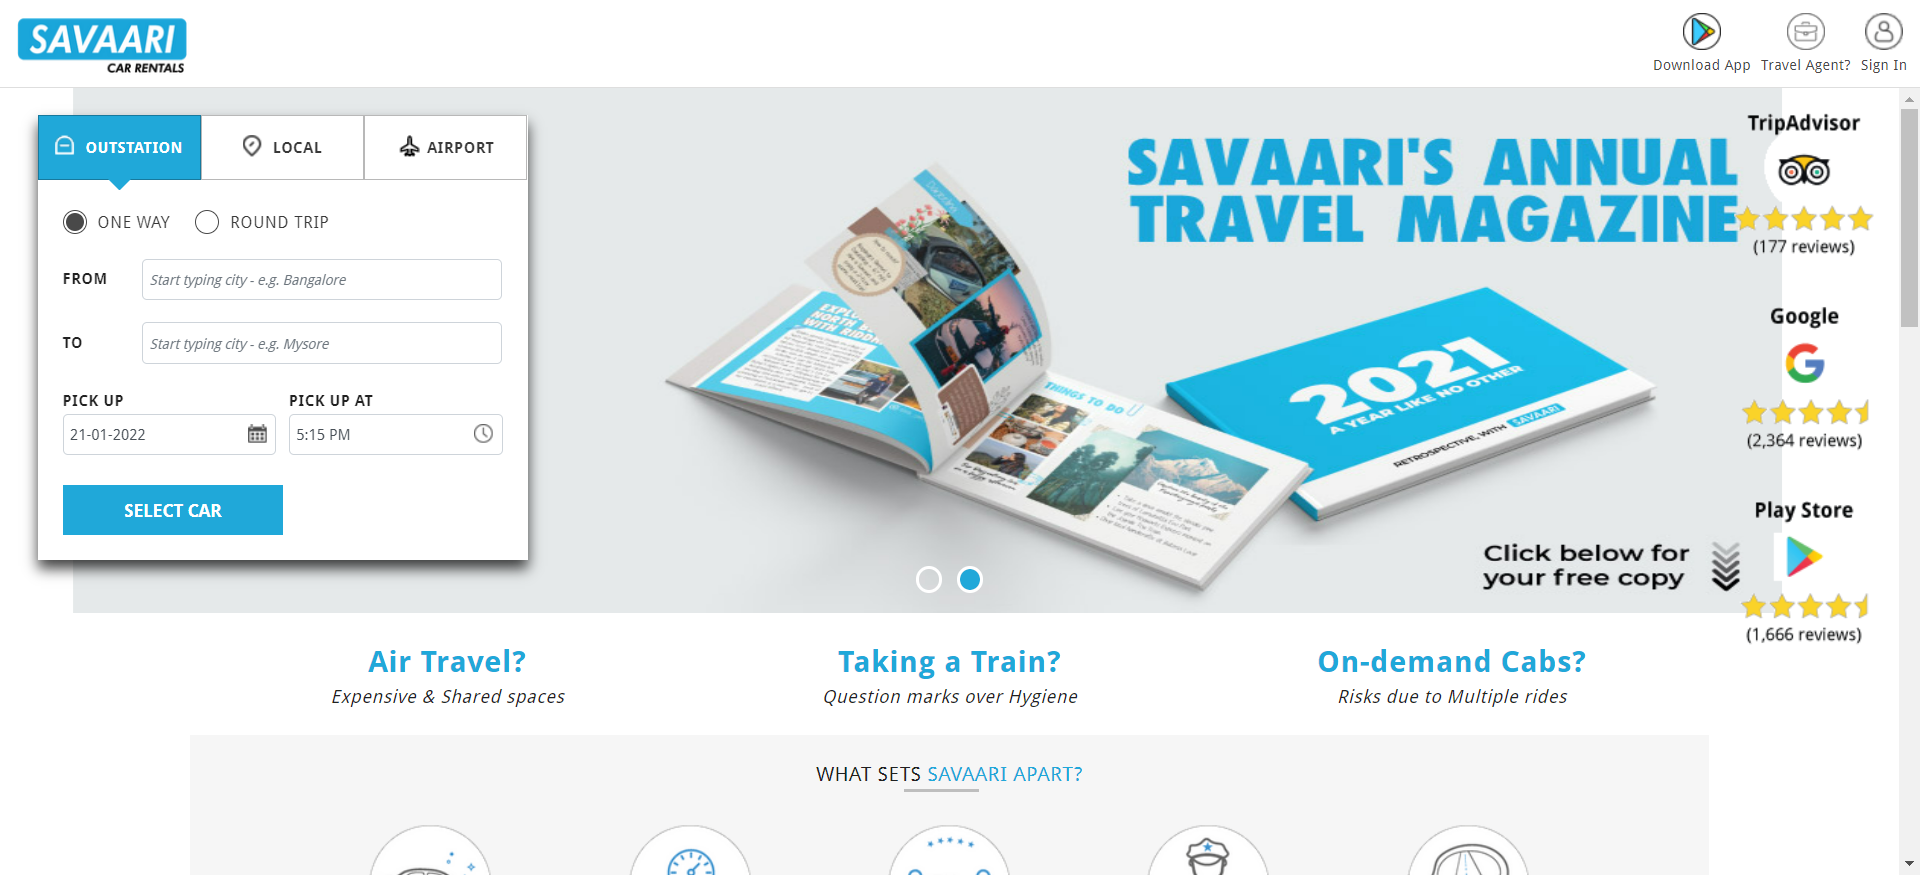 SAVAARI
CAR RENTALS
Download App
Travel Agent?
Sign In
OUTSTATION
LOCAL
AIRPORT
ONE WAY
ROUND TRIP
FROM
Start typing city - e.g. Bangalore
TO
Start typing city - e.g. Mysore
PICK UP
PICK UP AT
21-01-2022
5:15 PM
SELECT CAR
SAVAARI'S ANNUAL
TRAVEL MAGAZINE
THINGS TO DO
2021
A YEAR LIKE NO OTHER
RETROSPECTIVE, WITH SAVAARI
Click below for
your free copy
TripAdvisor
(177 reviews)
Google
(2,364 reviews)
Play Store
(1,666 reviews)
Air Travel?
Expensive & Shared spaces
Taking a Train?
Question marks over Hygiene
On-demand Cabs?
Risks due to Multiple rides
WHAT SETS SAVAARI APART?